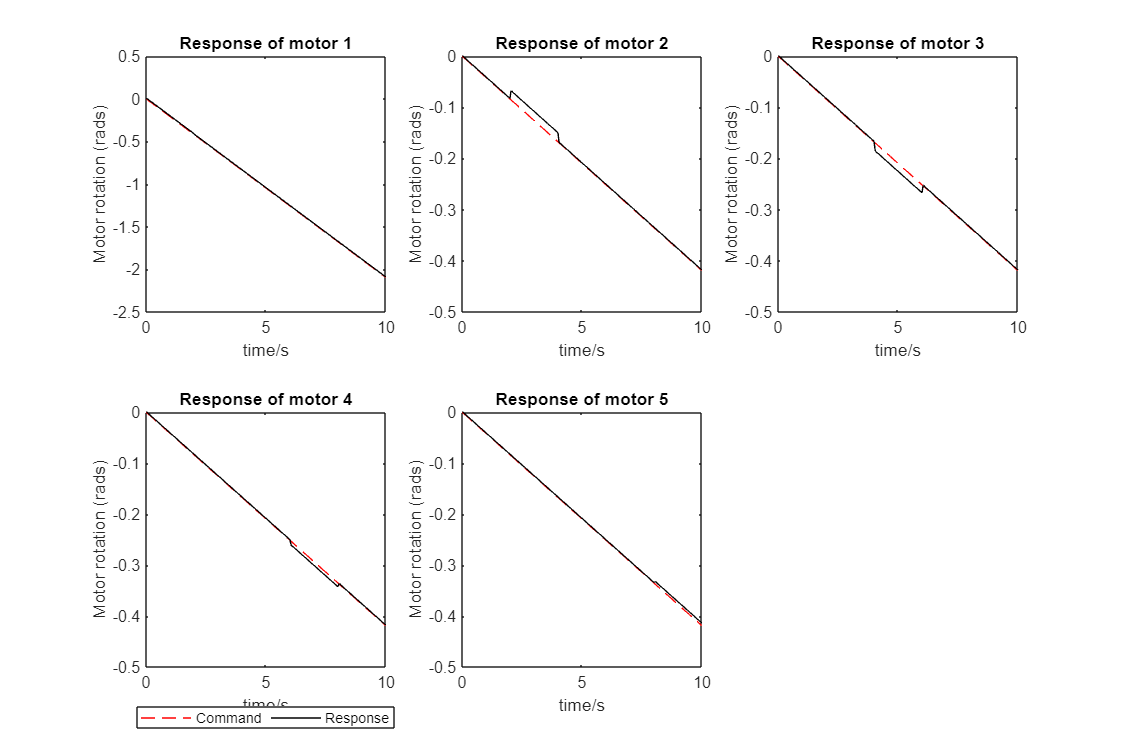 Response of motor 1
0.5
0
-0.5
-1
-1.5
-2
-2.5
Motor rotation (rads)
0 5 10
time/s
Response of motor 2
0
-0.1
-0.2
-0.3
-0.4
-0.5
Motor rotation (rads)
0 5 10
time/s
Response of motor 3
0
-0.1
-0.2
-0.3
-0.4
-0.5
Motor rotation (rads)
0 5 10
time/s
Response of motor 4
0
-0.1
-0.2
-0.3
-0.4
-0.5
Motor rotation (rads)
0 5 10
time/s
Response of motor 5
0
-0.1
-0.2
-0.3
-0.4
-0.5
Motor rotation (rads)
0 5 10
time/s
Command Response